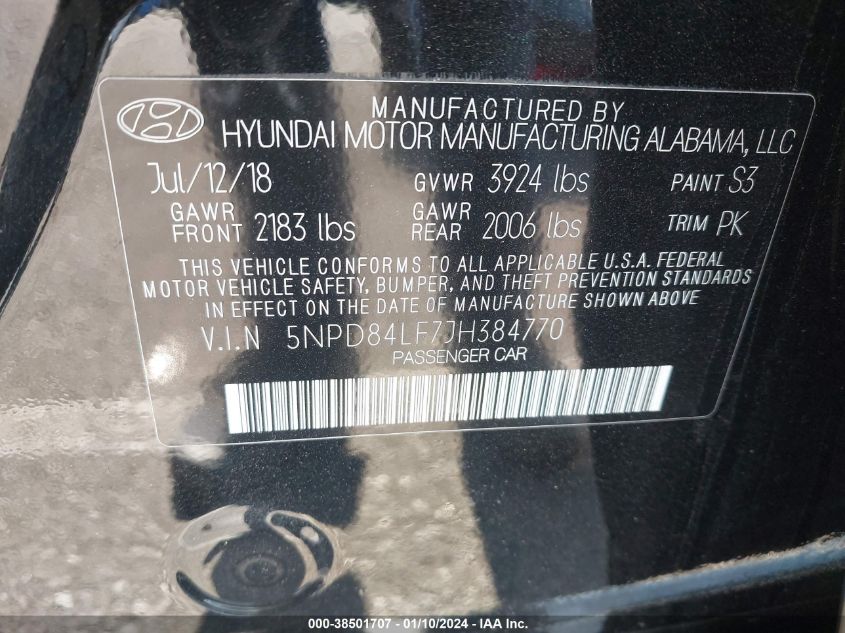 MANUFACTURED BY
HYUNDAI MOTOR MANUFACTURING ALABAMA, LLC
Jul/12/18 GVWR 3924 lbs PAINT S3
GAWR FRONT 2183 lbs GAWR REAR 2006 lbs TRIM PK
THIS VEHICLE CONFORMS TO ALL APPLICABLE U.S.A. FEDERAL
MOTOR VEHICLE SAFETY, BUMPER, AND THEFT PREVENTION STANDARDS
IN EFFECT ON THE DATE OF MANUFACTURE SHOWN ABOVE
V.I.N 5NPD84LF7JH384770
PASSENGER CAR
000-38501707 - 01/10/2024 - IAA Inc.